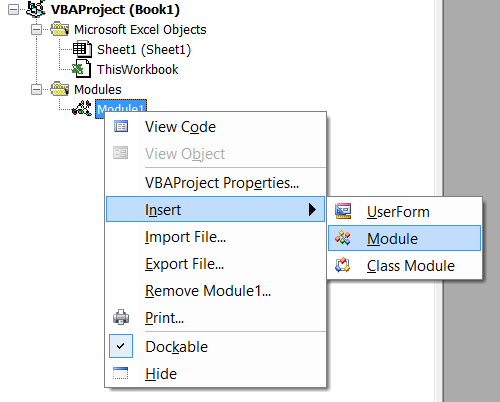 VBAProject (Book1)
Microsoft Excel Objects
Sheet1 (Sheet1)
ThisWorkbook
Modules
Module1
View Code
View Object
VBAProject Properties...
Insert
UserForm
Module
Class Module
Import File...
Export File...
Remove Module1...
Print...
Dockable
Hide